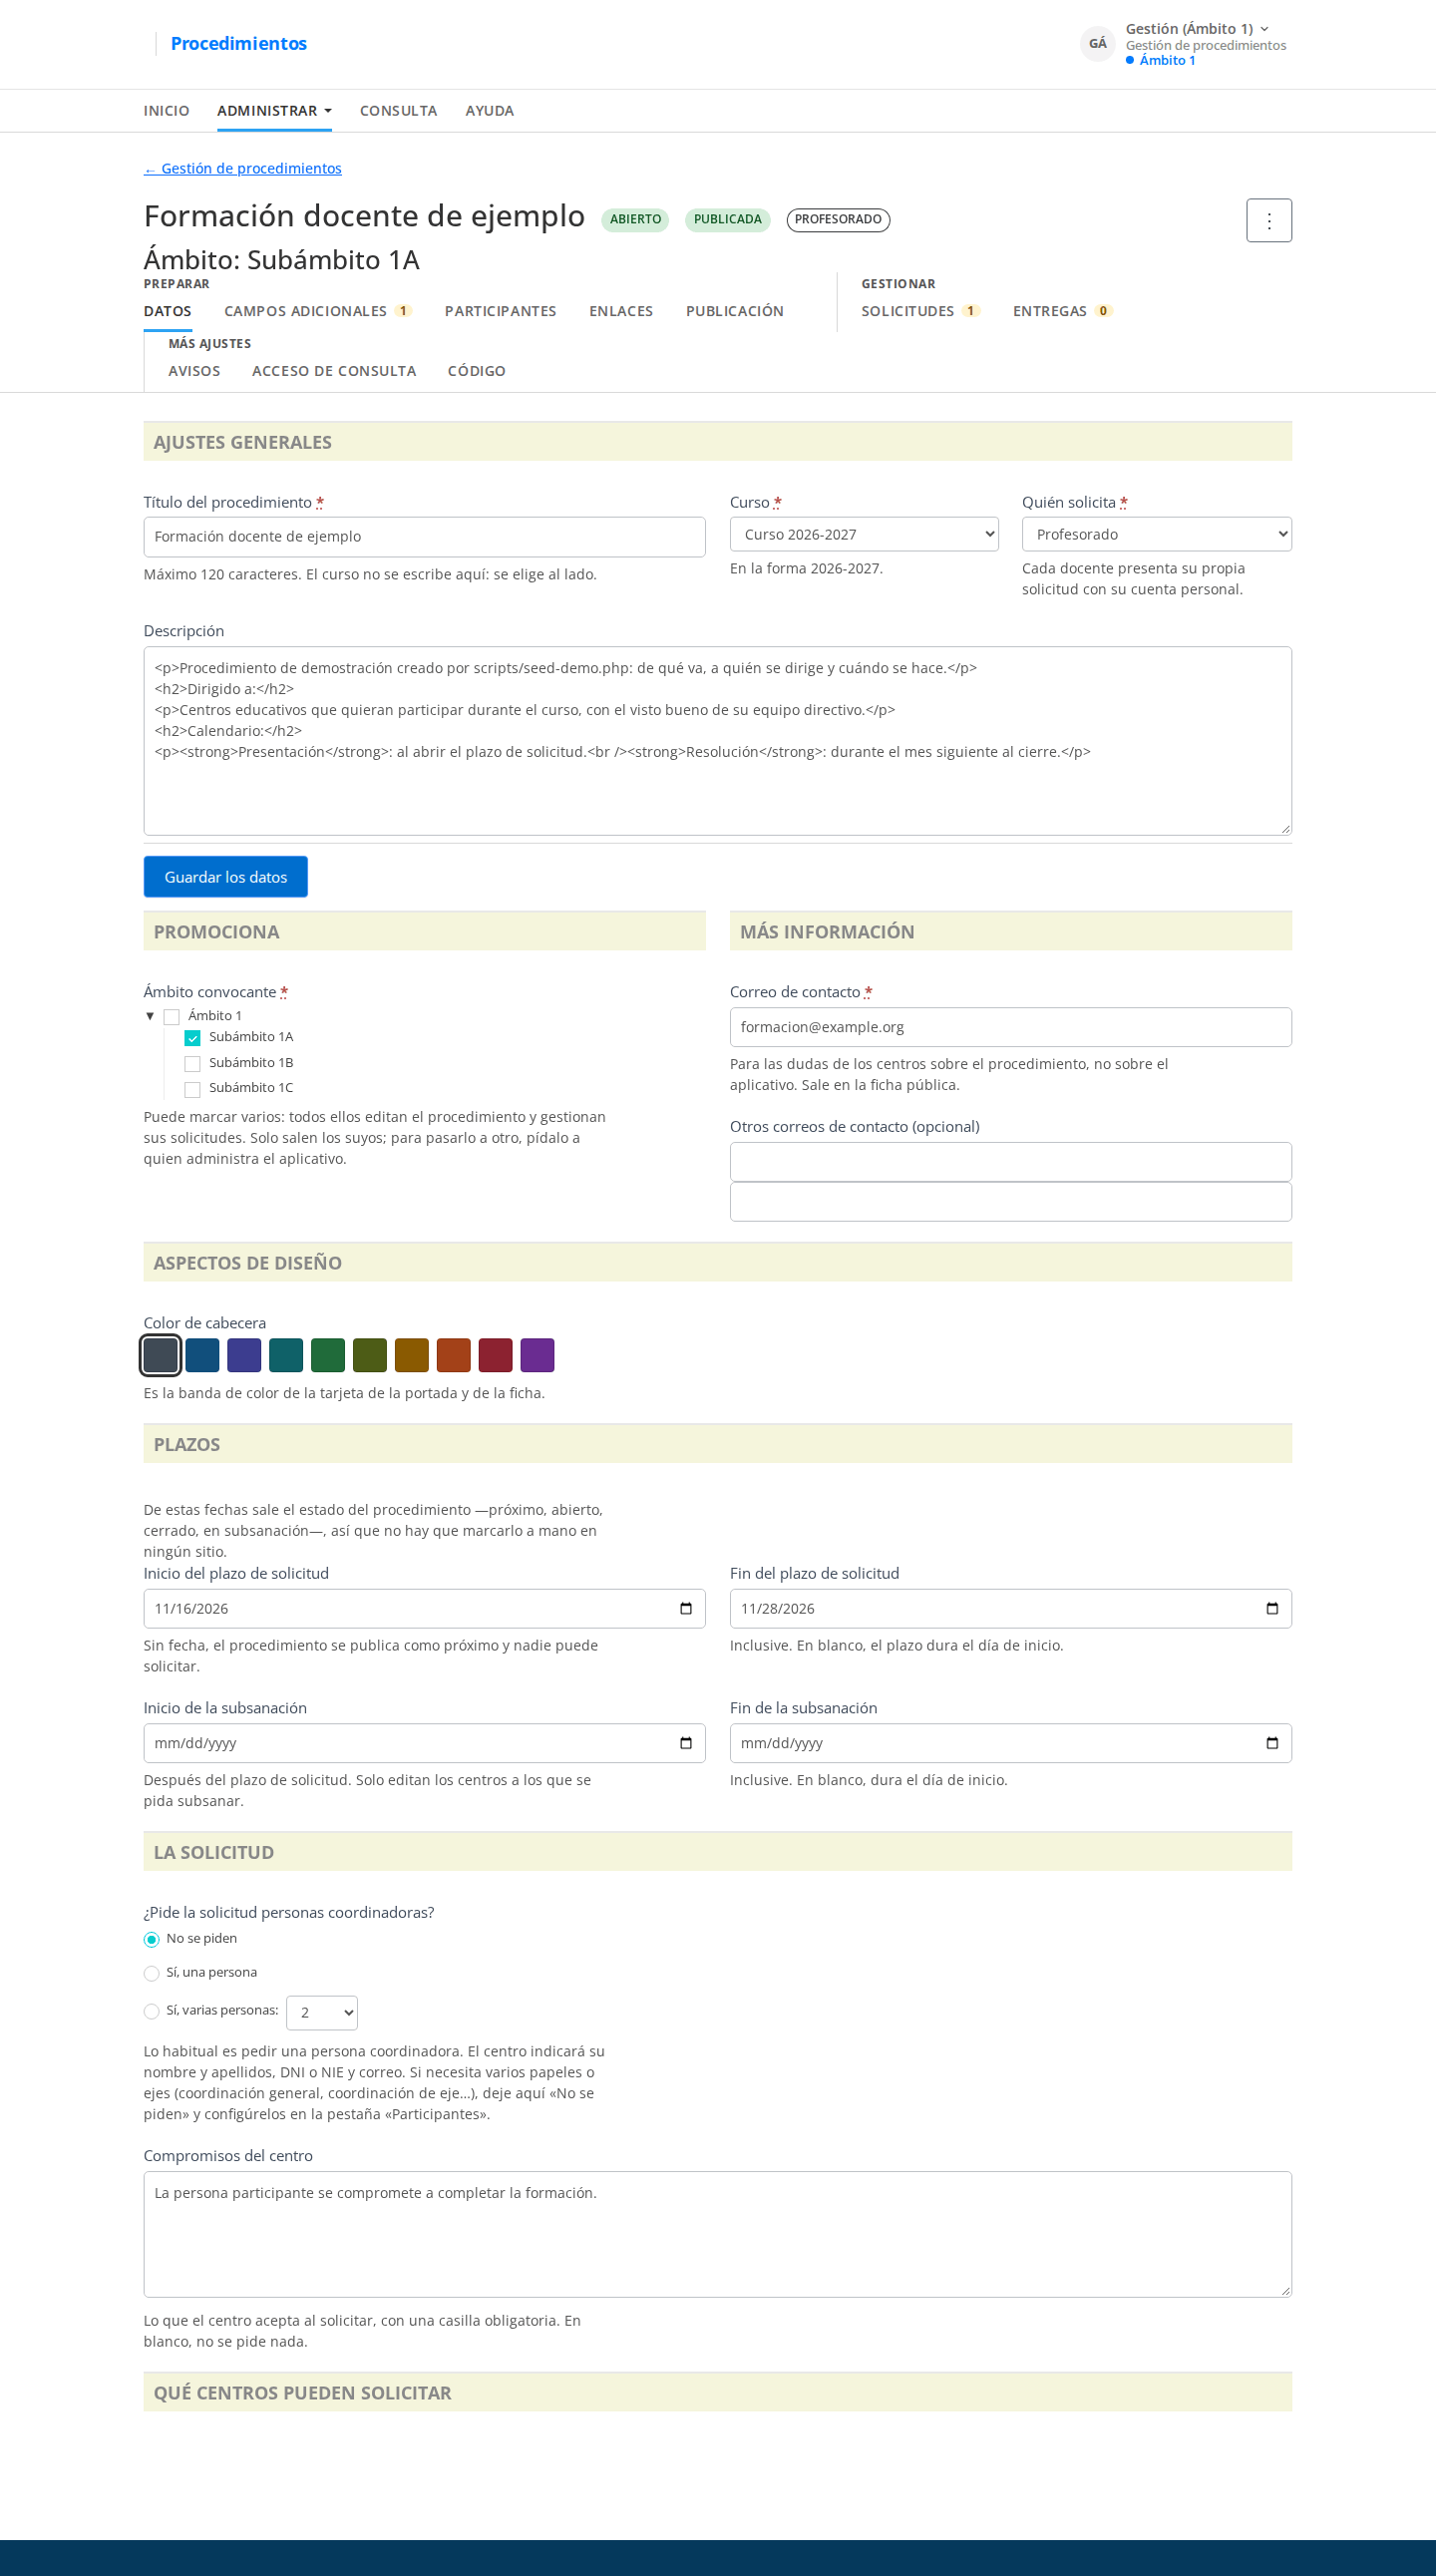 Procedimientos
GÁ
Gestión (Ámbito 1)
Gestión de procedimientos
Ámbito 1
INICIO
ADMINISTRAR
CONSULTA
AYUDA
← Gestión de procedimientos
Formación docente de ejemplo
ABIERTO
PUBLICADA
PROFESORADO
⋮
Ámbito: Subámbito 1A
PREPARAR
GESTIONAR
DATOS
CAMPOS ADICIONALES 1
PARTICIPANTES
ENLACES
PUBLICACIÓN
SOLICITUDES 1
ENTREGAS 0
MÁS AJUSTES
AVISOS
ACCESO DE CONSULTA
CÓDIGO
AJUSTES GENERALES
Título del procedimiento *
Formación docente de ejemplo
Máximo 120 caracteres. El curso no se escribe aquí: se elige al lado.
Curso *
Curso 2026-2027
En la forma 2026-2027.
Quién solicita *
Profesorado
Cada docente presenta su propia
solicitud con su cuenta personal.
Descripción
<p>Procedimiento de demostración creado por scripts/seed-demo.php: de qué va, a quién se dirige y cuándo se hace.</p>
<h2>Dirigido a:</h2>
<p>Centros educativos que quieran participar durante el curso, con el visto bueno de su equipo directivo.</p>
<h2>Calendario:</h2>
<p><strong>Presentación</strong>: al abrir el plazo de solicitud.<br /><strong>Resolución</strong>: durante el mes siguiente al cierre.</p>
Guardar los datos
PROMOCIONA
Ámbito convocante *
▼ Ámbito 1
Subámbito 1A
Subámbito 1B
Subámbito 1C
Puede marcar varios: todos ellos editan el procedimiento y gestionan
sus solicitudes. Solo salen los suyos; para pasarlo a otro, pídalo a
quien administra el aplicativo.
MÁS INFORMACIÓN
Correo de contacto *
formacion@example.org
Para las dudas de los centros sobre el procedimiento, no sobre el
aplicativo. Sale en la ficha pública.
Otros correos de contacto (opcional)
ASPECTOS DE DISEÑO
Color de cabecera
Es la banda de color de la tarjeta de la portada y de la ficha.
PLAZOS
De estas fechas sale el estado del procedimiento —próximo, abierto,
cerrado, en subsanación—, así que no hay que marcarlo a mano en
ningún sitio.
Inicio del plazo de solicitud
11/16/2026
Sin fecha, el procedimiento se publica como próximo y nadie puede
solicitar.
Fin del plazo de solicitud
11/28/2026
Inclusive. En blanco, el plazo dura el día de inicio.
Inicio de la subsanación
mm/dd/yyyy
Después del plazo de solicitud. Solo editan los centros a los que se
pida subsanar.
Fin de la subsanación
mm/dd/yyyy
Inclusive. En blanco, dura el día de inicio.
LA SOLICITUD
¿Pide la solicitud personas coordinadoras?
No se piden
Sí, una persona
Sí, varias personas: 2
Lo habitual es pedir una persona coordinadora. El centro indicará su
nombre y apellidos, DNI o NIE y correo. Si necesita varios papeles o
ejes (coordinación general, coordinación de eje…), deje aquí «No se
piden» y configúrelos en la pestaña «Participantes».
Compromisos del centro
La persona participante se compromete a completar la formación.
Lo que el centro acepta al solicitar, con una casilla obligatoria. En
blanco, no se pide nada.
QUÉ CENTROS PUEDEN SOLICITAR